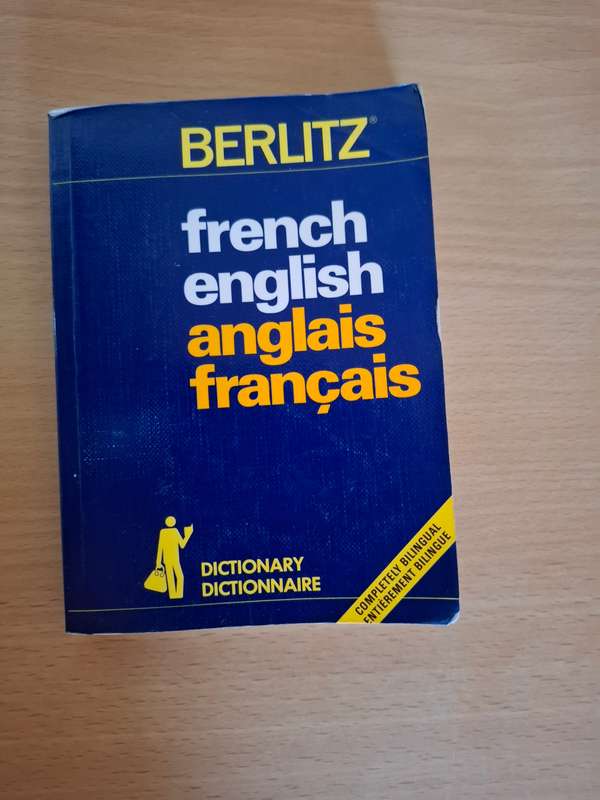 BERLITZ®
french
english
anglais
français
DICTIONARY
DICTIONNAIRE
COMPLETELY BILINGUAL
ENTIÈREMENT BILINGUE